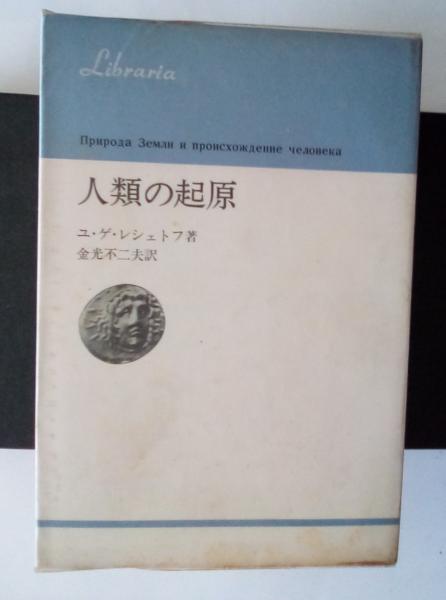 Libraria
Природа Земли и происхождение человека
人類の起原
ユ・ゲ・レシェトフ著
金光不二夫訳